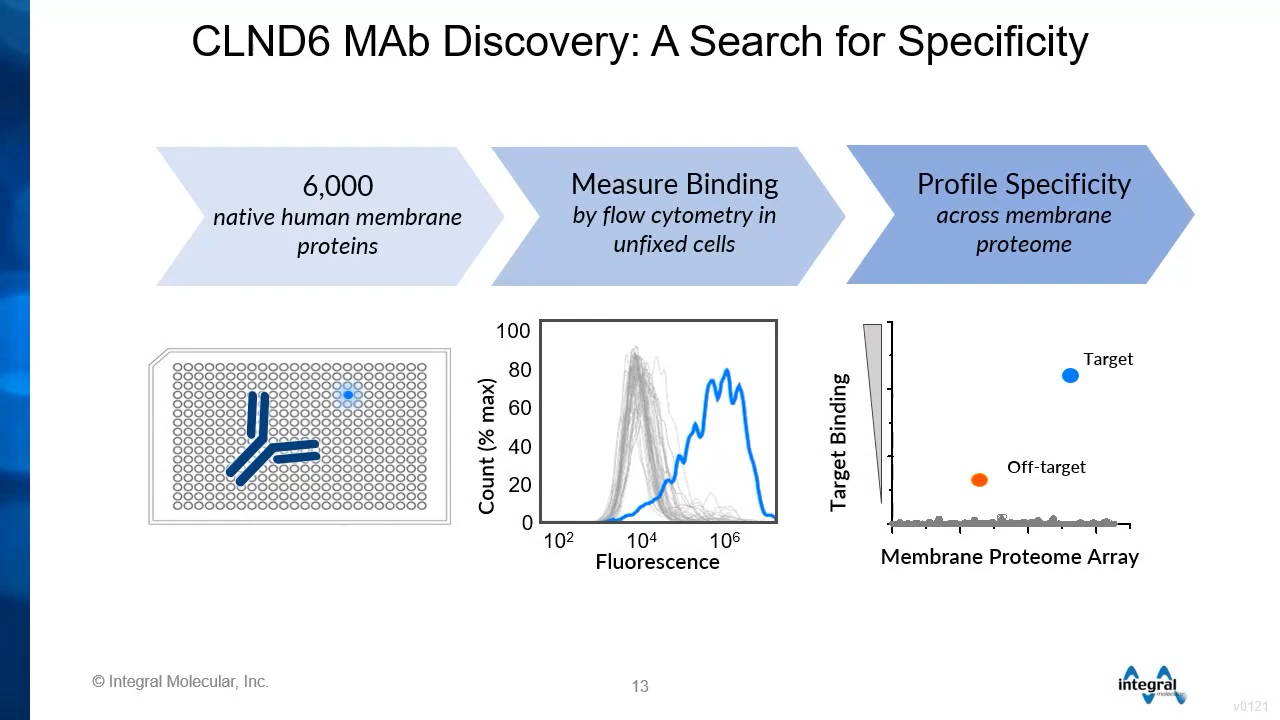 CLND6 MAb Discovery: A Search for Specificity
6,000
native human membrane
proteins
Measure Binding
by flow cytometry in
unfixed cells
Profile Specificity
across membrane
proteome
100
80
60
40
20
0
Count (% max)
10²
10⁴
10⁶
Fluorescence
Target Binding
Target
Off-target
Membrane Proteome Array
© Integral Molecular, Inc.
13
integral
molecular
v0121